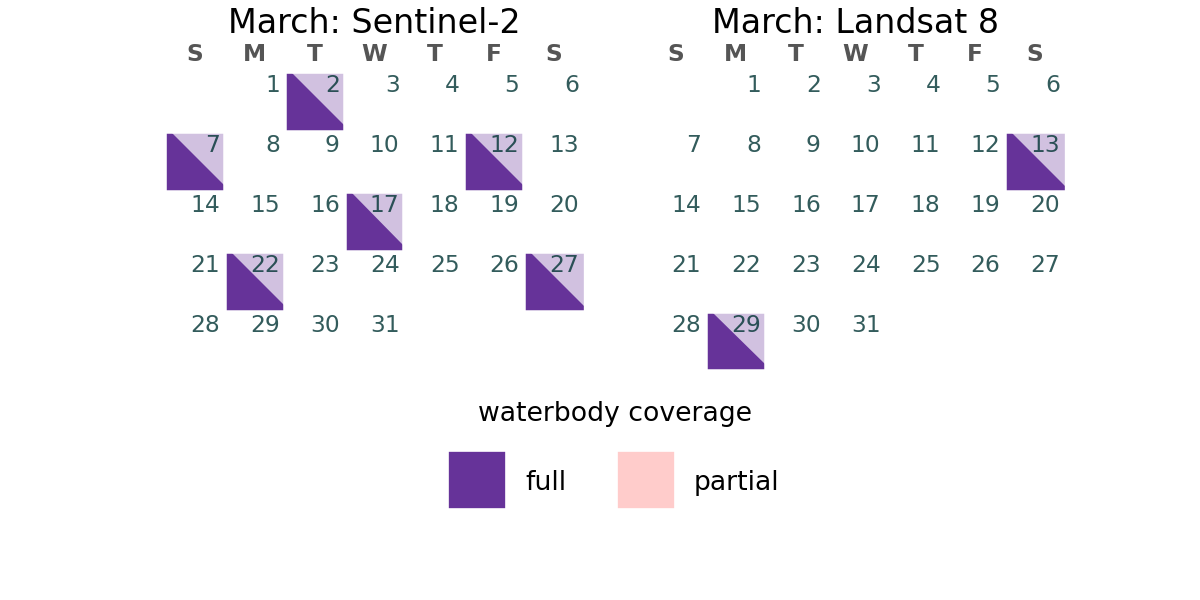 March: Sentinel-2 March: Landsat 8
S M T W T F S S M T W T F S
1 2 3 4 5 6 1 2 3 4 5 6
7 8 9 10 11 12 13 7 8 9 10 11 12 13
14 15 16 17 18 19 20 14 15 16 17 18 19 20
21 22 23 24 25 26 27 21 22 23 24 25 26 27
28 29 30 31 28 29 30 31
waterbody coverage
full partial